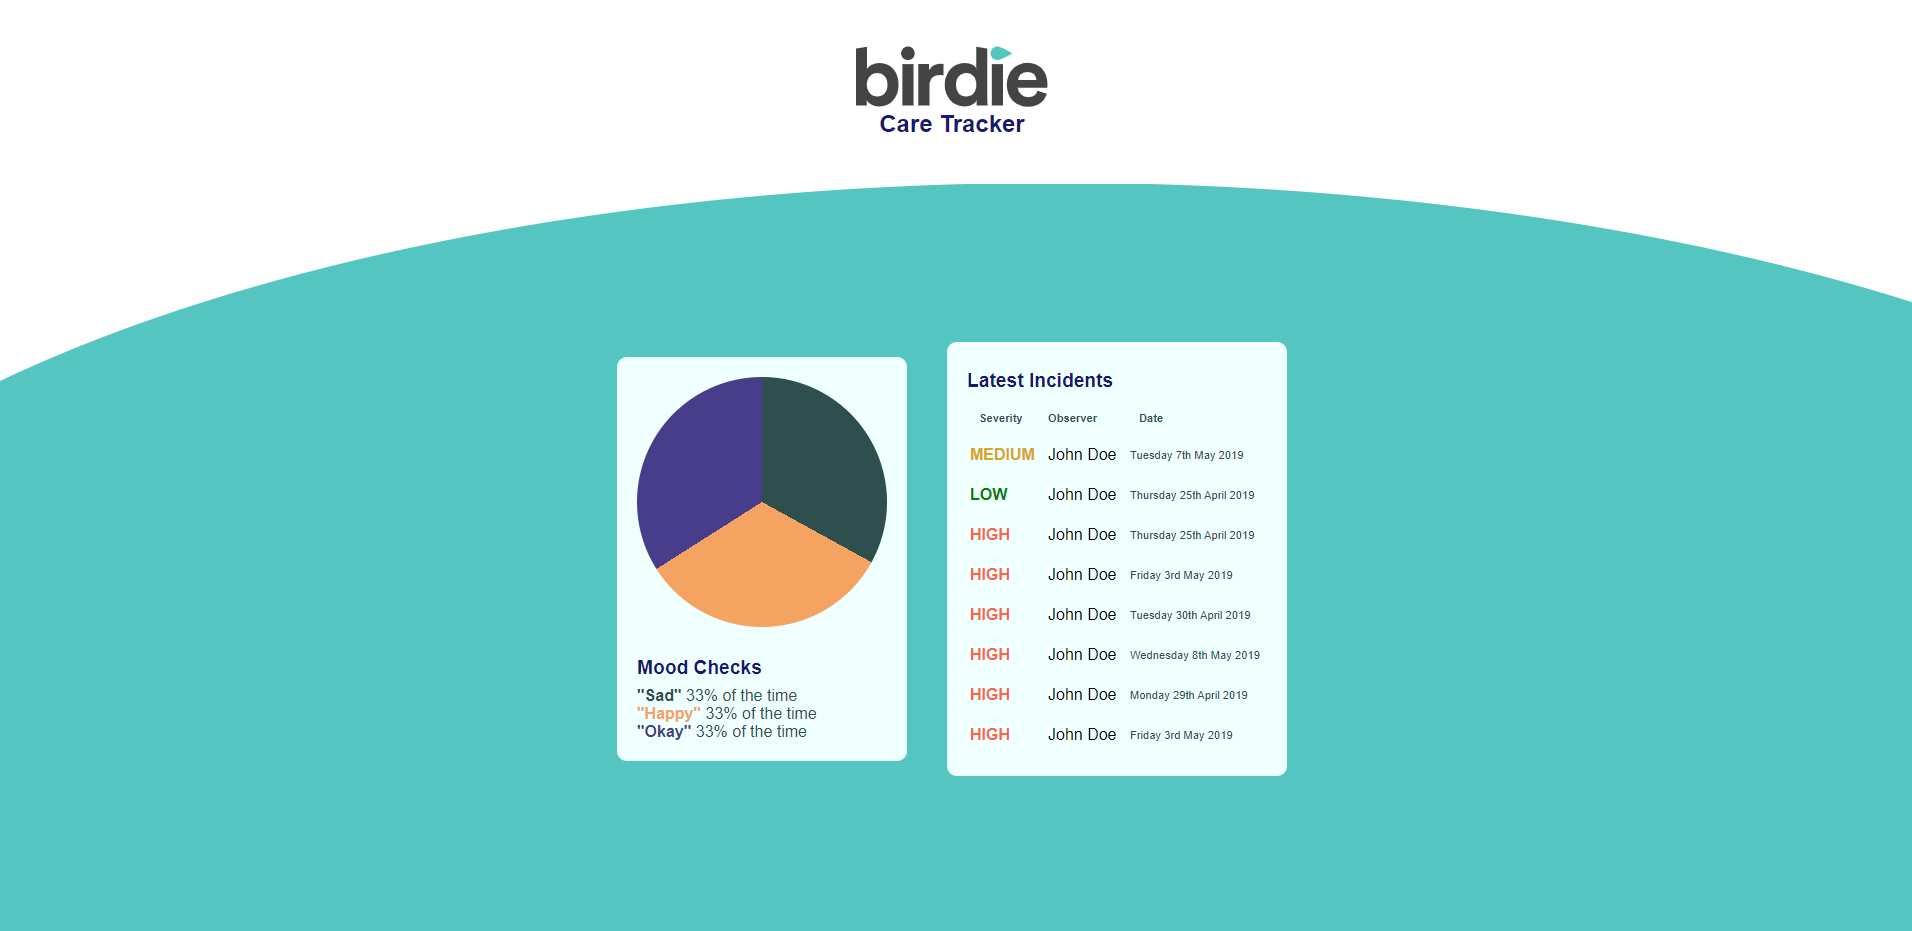 birdie
Care Tracker
Mood Checks
"Sad" 33% of the time
"Happy" 33% of the time
"Okay" 33% of the time
Latest Incidents
Severity Observer Date
MEDIUM John Doe Tuesday 7th May 2019
LOW John Doe Thursday 25th April 2019
HIGH John Doe Thursday 25th April 2019
HIGH John Doe Friday 3rd May 2019
HIGH John Doe Tuesday 30th April 2019
HIGH John Doe Wednesday 8th May 2019
HIGH John Doe Monday 29th April 2019
HIGH John Doe Friday 3rd May 2019